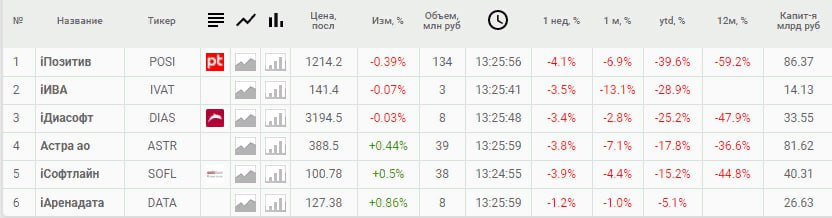 № Название Тикер Цена, посл Изм, % Объем, млн руб 1 нед, % 1 м, % ytd, % 12м, % Капит-я млрд руб
1 iПозитив POSI pt 1214.2 -0.39% 134 13:25:56 -4.1% -6.9% -39.6% -59.2% 86.37
2 iИВА IVAT 141.4 -0.07% 3 13:25:41 -3.5% -13.1% -28.9% 14.13
3 iДиасофт DIAS 3194.5 -0.03% 8 13:25:48 -3.4% -2.8% -25.2% -47.9% 33.55
4 Астра ао ASTR 388.5 +0.44% 39 13:25:59 -3.8% -7.1% -17.8% -36.6% 81.62
5 iСофтлайн SOFL 100.78 +0.5% 38 13:24:55 -3.9% -4.4% -15.2% -44.8% 40.31
6 iАренадата DATA 127.38 +0.86% 8 13:25:59 -1.2% -1.0% -5.1% 26.63